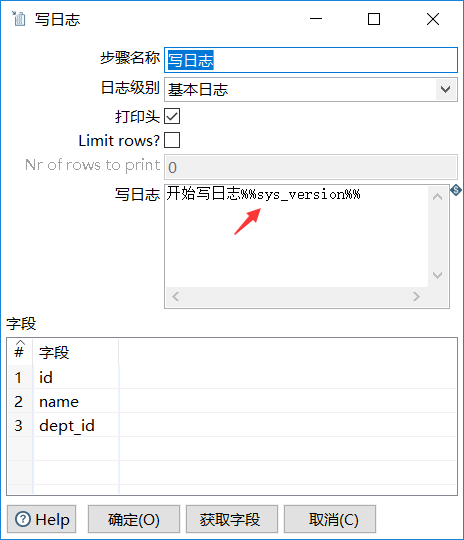 写日志
步骤名称 写日志
日志级别 基本日志
打印头
Limit rows?
Nr of rows to print 0
写日志 开始写日志%%sys_version%%
字段
# 字段
1 id
2 name
3 dept_id
Help 确定(O) 获取字段 取消(C)